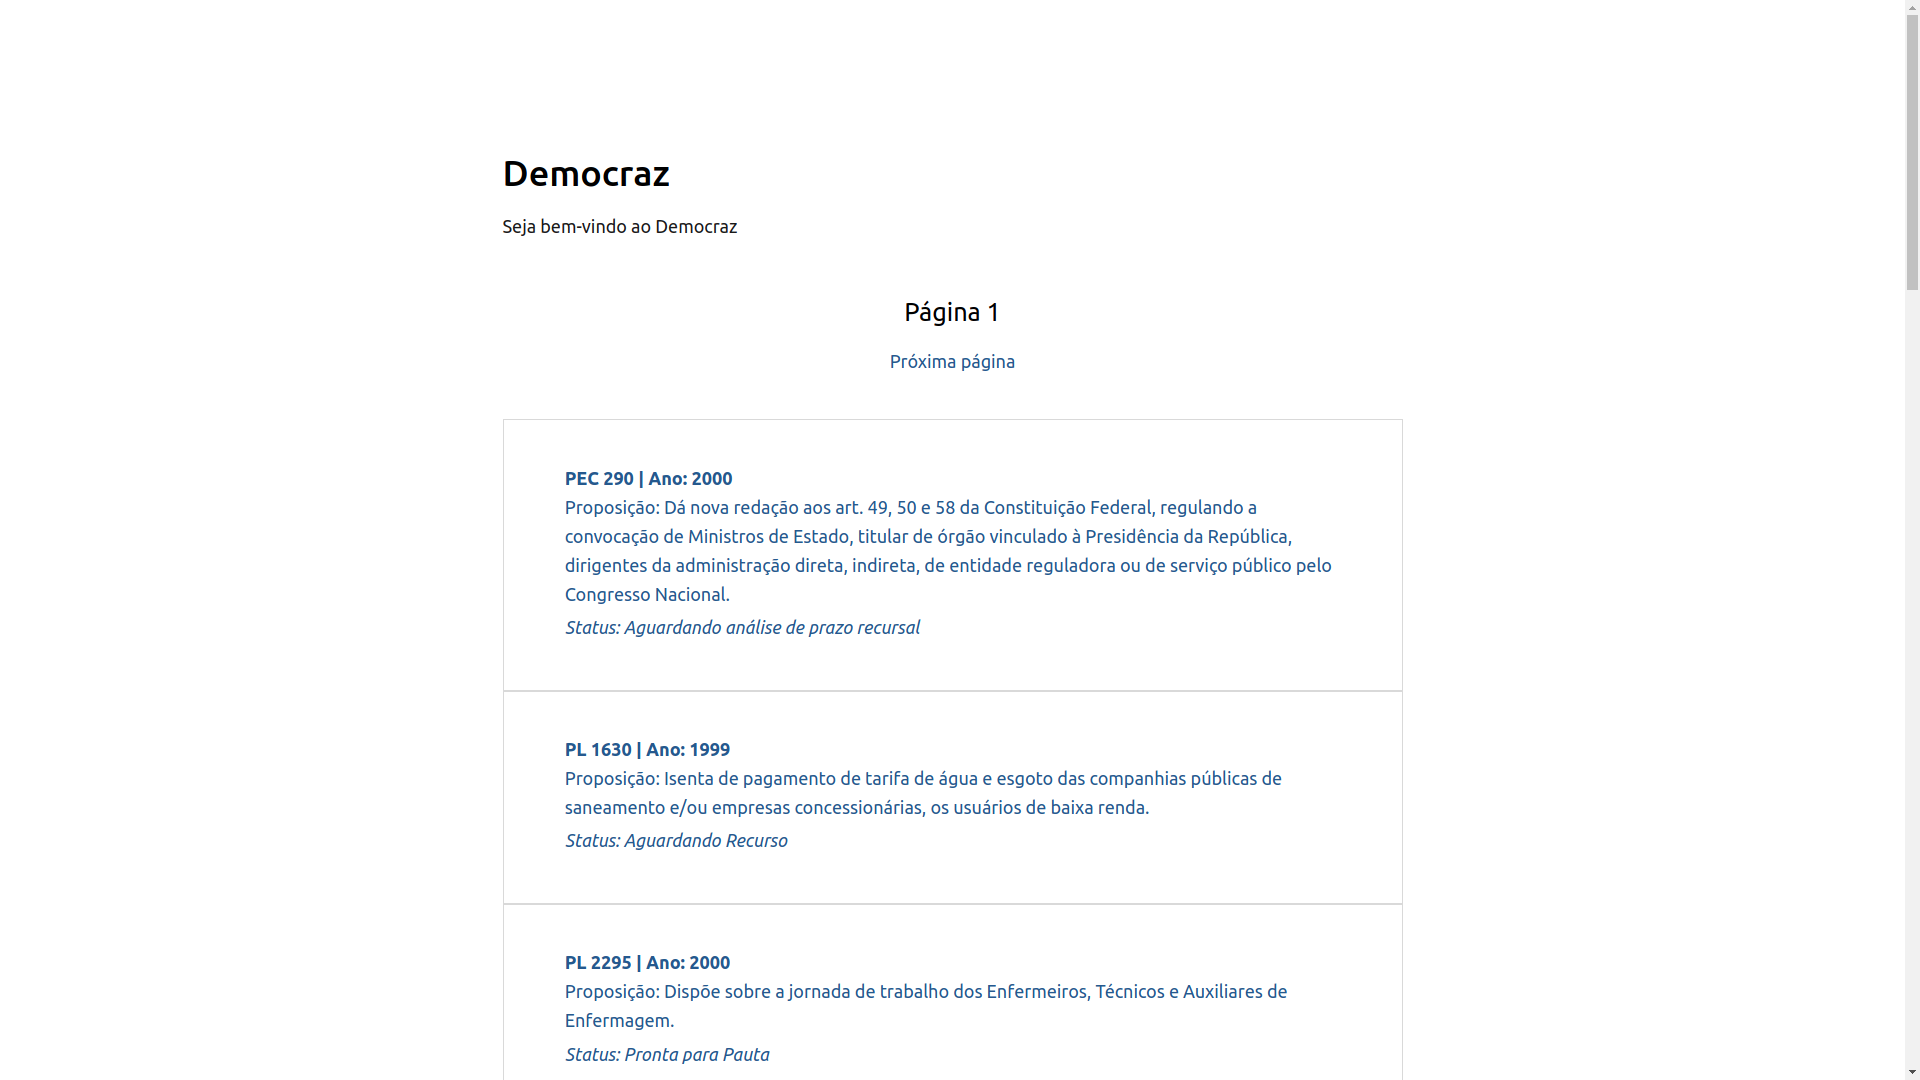 Democraz
Seja bem-vindo ao Democraz
Página 1
Próxima página
PEC 290 | Ano: 2000
Proposição: Dá nova redação aos art. 49, 50 e 58 da Constituição Federal, regulando a
convocação de Ministros de Estado, titular de órgão vinculado à Presidência da República,
dirigentes da administração direta, indireta, de entidade reguladora ou de serviço público pelo
Congresso Nacional.
Status: Aguardando análise de prazo recursal
PL 1630 | Ano: 1999
Proposição: Isenta de pagamento de tarifa de água e esgoto das companhias públicas de
saneamento e/ou empresas concessionárias, os usuários de baixa renda.
Status: Aguardando Recurso
PL 2295 | Ano: 2000
Proposição: Dispõe sobre a jornada de trabalho dos Enfermeiros, Técnicos e Auxiliares de
Enfermagem.
Status: Pronta para Pauta